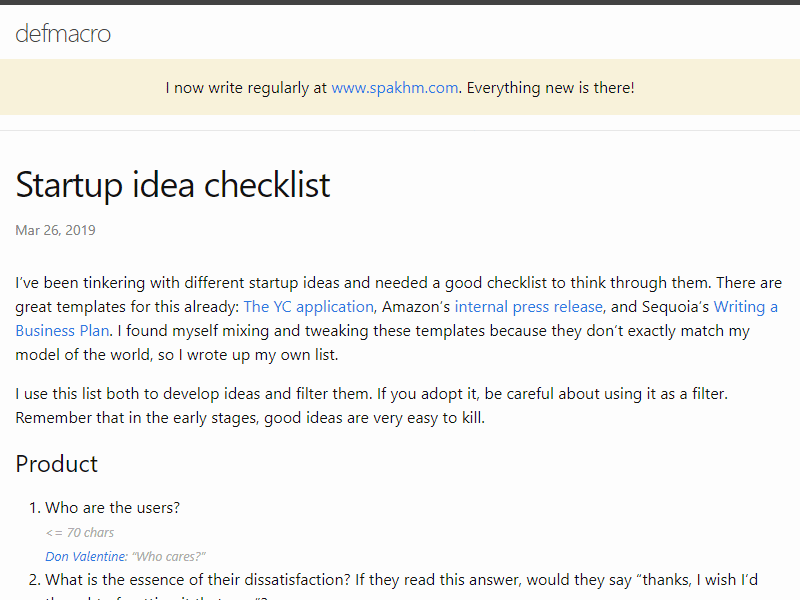 defmacro
I now write regularly at www.spakhm.com. Everything new is there!
Startup idea checklist
Mar 26, 2019
I’ve been tinkering with different startup ideas and needed a good checklist to think through them. There are
great templates for this already: The YC application, Amazon’s internal press release, and Sequoia’s Writing a
Business Plan. I found myself mixing and tweaking these templates because they don’t exactly match my
model of the world, so I wrote up my own list.
I use this list both to develop ideas and filter them. If you adopt it, be careful about using it as a filter.
Remember that in the early stages, good ideas are very easy to kill.
Product
1. Who are the users?
<= 70 chars
Don Valentine: “Who cares?”
2. What is the essence of their dissatisfaction? If they read this answer, would they say “thanks, I wish I’d